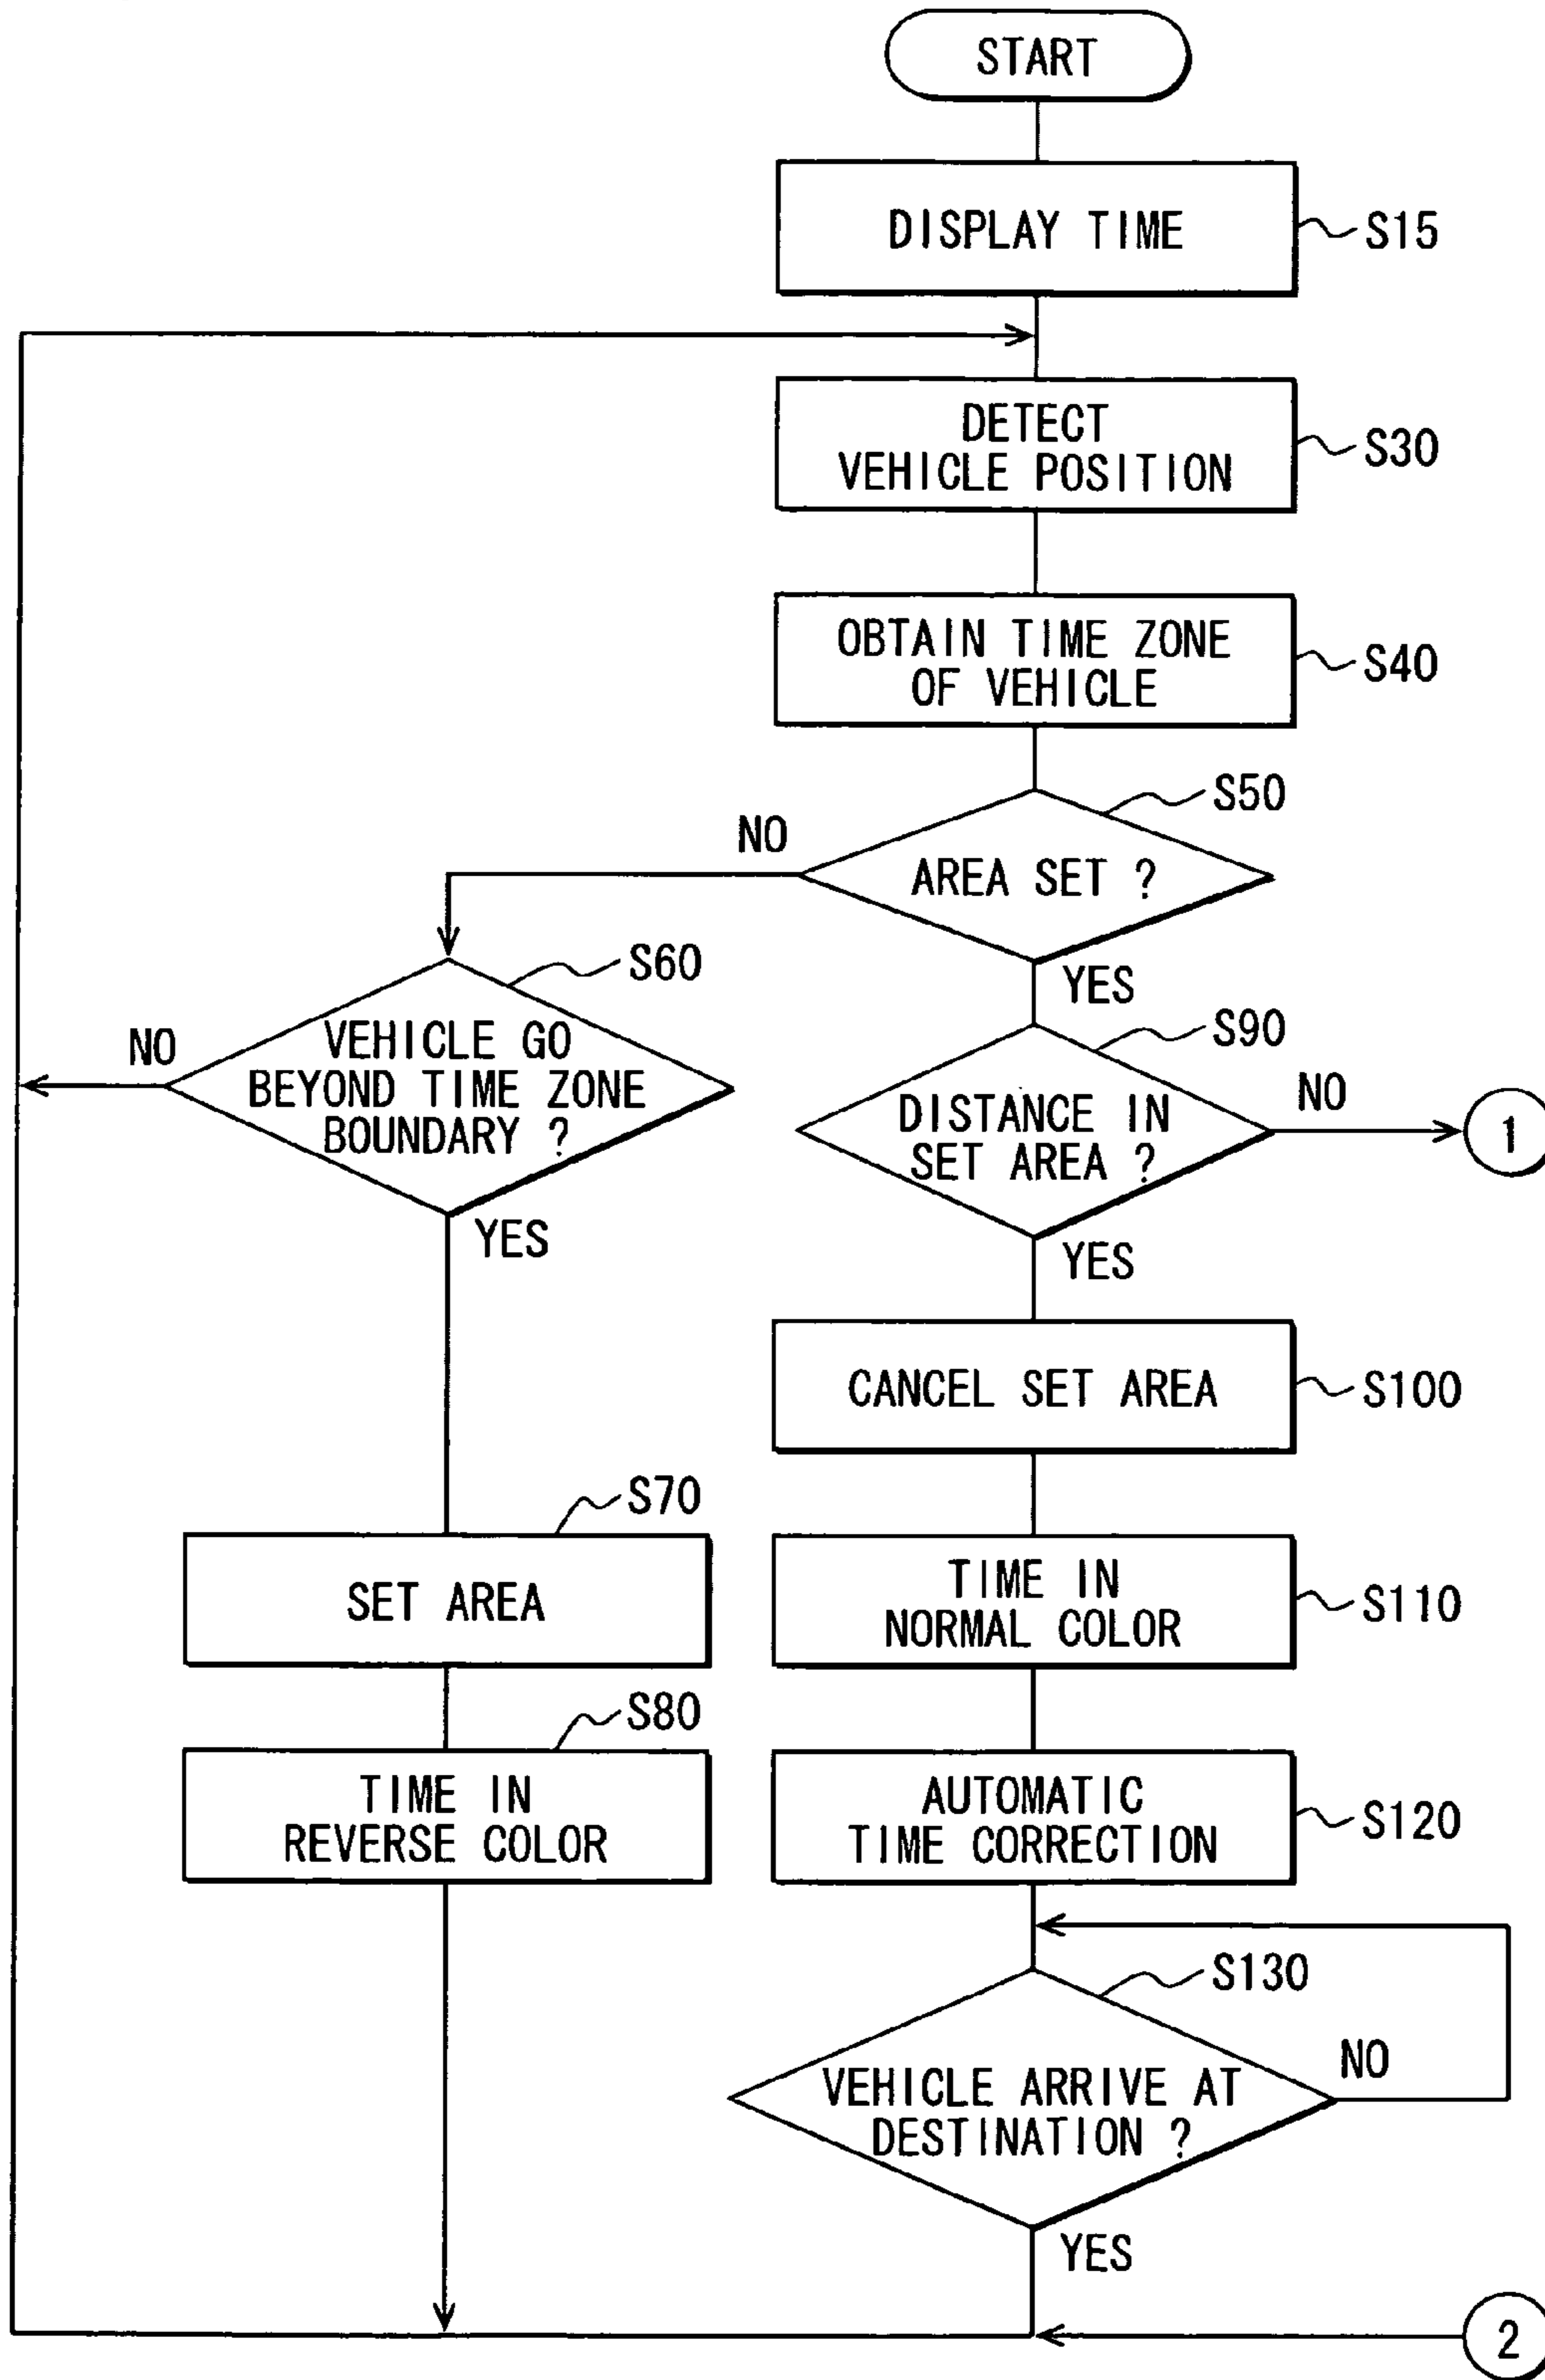 START
DISPLAY TIME
S15
DETECT
VEHICLE POSITION
S30
OBTAIN TIME ZONE
OF VEHICLE
S40
S50
NO
AREA SET ?
YES
S60
NO
VEHICLE GO
BEYOND TIME ZONE
BOUNDARY ?
YES
S90
DISTANCE IN
SET AREA ?
NO
1
YES
CANCEL SET AREA
S100
S70
SET AREA
TIME IN
NORMAL COLOR
S110
S80
TIME IN
REVERSE COLOR
AUTOMATIC
TIME CORRECTION
S120
S130
VEHICLE ARRIVE AT
DESTINATION ?
NO
YES
2